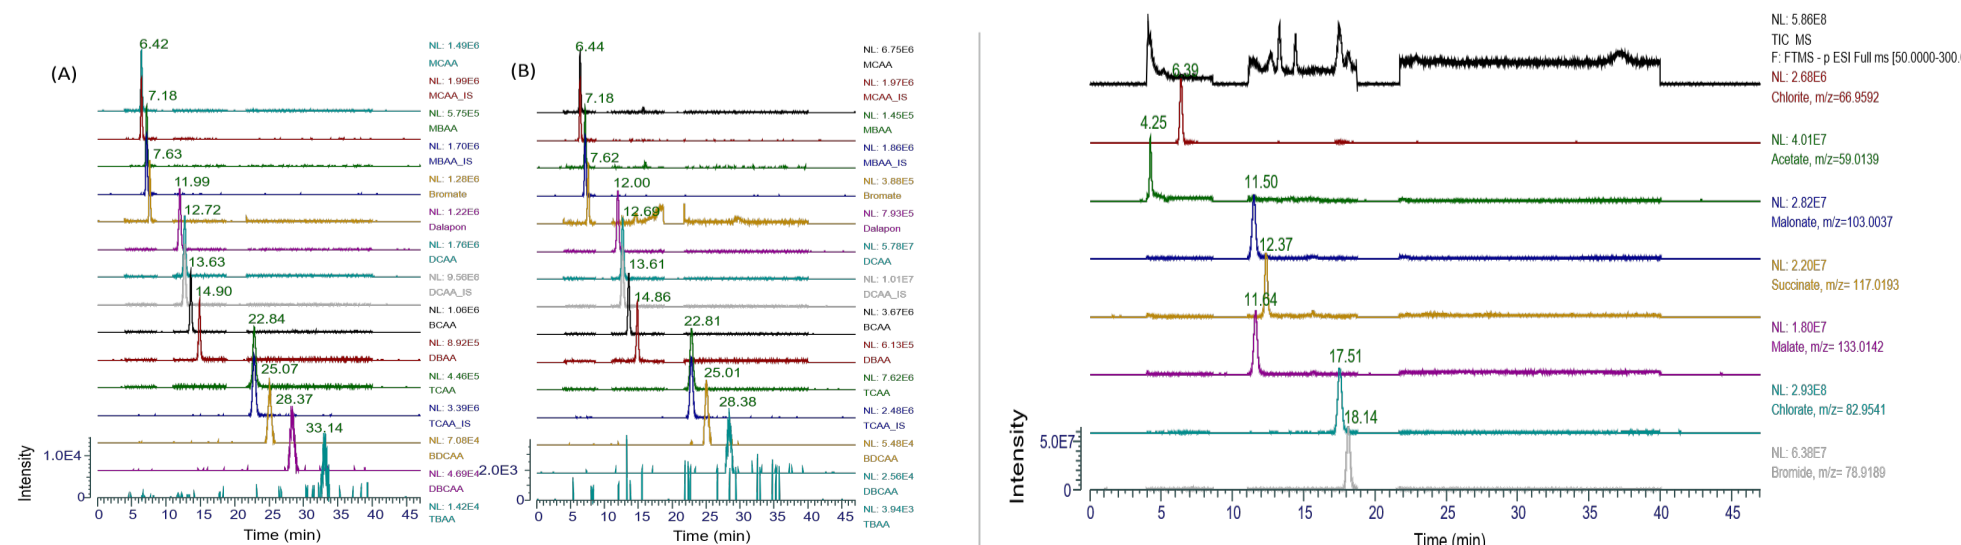 (A)
6.42
7.18
7.63
11.99
12.72
13.63
14.90
22.84
25.07
28.37
33.14
NL: 1.49E6
MCAA
NL: 1.99E6
MCAA_IS
NL: 5.75E5
MBAA
NL: 1.70E6
MBAA_IS
NL: 1.28E6
Bromate
NL: 1.22E6
Dalapon
NL: 1.76E6
DCAA
NL: 9.56E6
DCAA_IS
NL: 1.06E6
BCAA
NL: 8.92E5
DBAA
NL: 4.46E5
TCAA
NL: 3.39E6
TCAA_IS
NL: 7.08E4
BDCAA
NL: 4.69E4
DBCAA
NL: 1.42E4
TBAA
Intensity
1.0E4
0
0 5 10 15 20 25 30 35 40 45
Time (min)
(B)
6.44
7.18
7.62
12.00
12.69
13.61
14.86
22.81
25.01
28.38
NL: 6.75E6
MCAA
NL: 1.97E6
MCAA_IS
NL: 1.45E5
MBAA
NL: 1.86E6
MBAA_IS
NL: 3.88E5
Bromate
NL: 7.93E5
Dalapon
NL: 5.78E7
DCAA
NL: 1.01E7
DCAA_IS
NL: 3.67E6
BCAA
NL: 6.13E5
DBAA
NL: 7.62E6
TCAA
NL: 2.48E6
TCAA_IS
NL: 5.48E4
BDCAA
NL: 2.56E4
DBCAA
NL: 3.94E3
TBAA
2.0E3
0
0 5 10 15 20 25 30 35 40 45
Time (min)
6.39
4.25
11.50
12.37
11.64
17.51
18.14
NL: 5.86E8
TIC MS
F: FTMS - p ESI Full ms [50.0000-300.
NL: 2.68E6
Chlorite, m/z=66.9592
NL: 4.01E7
Acetate, m/z=59.0139
NL: 2.82E7
Malonate, m/z=103.0037
NL: 2.20E7
Succinate, m/z= 117.0193
NL: 1.80E7
Malate, m/z= 133.0142
NL: 2.93E8
Chlorate, m/z= 82.9541
NL: 6.38E7
Bromide, m/z= 78.9189
Intensity
5.0E7
0
0 5 10 15 20 25 30 35 40 45
Time (min)